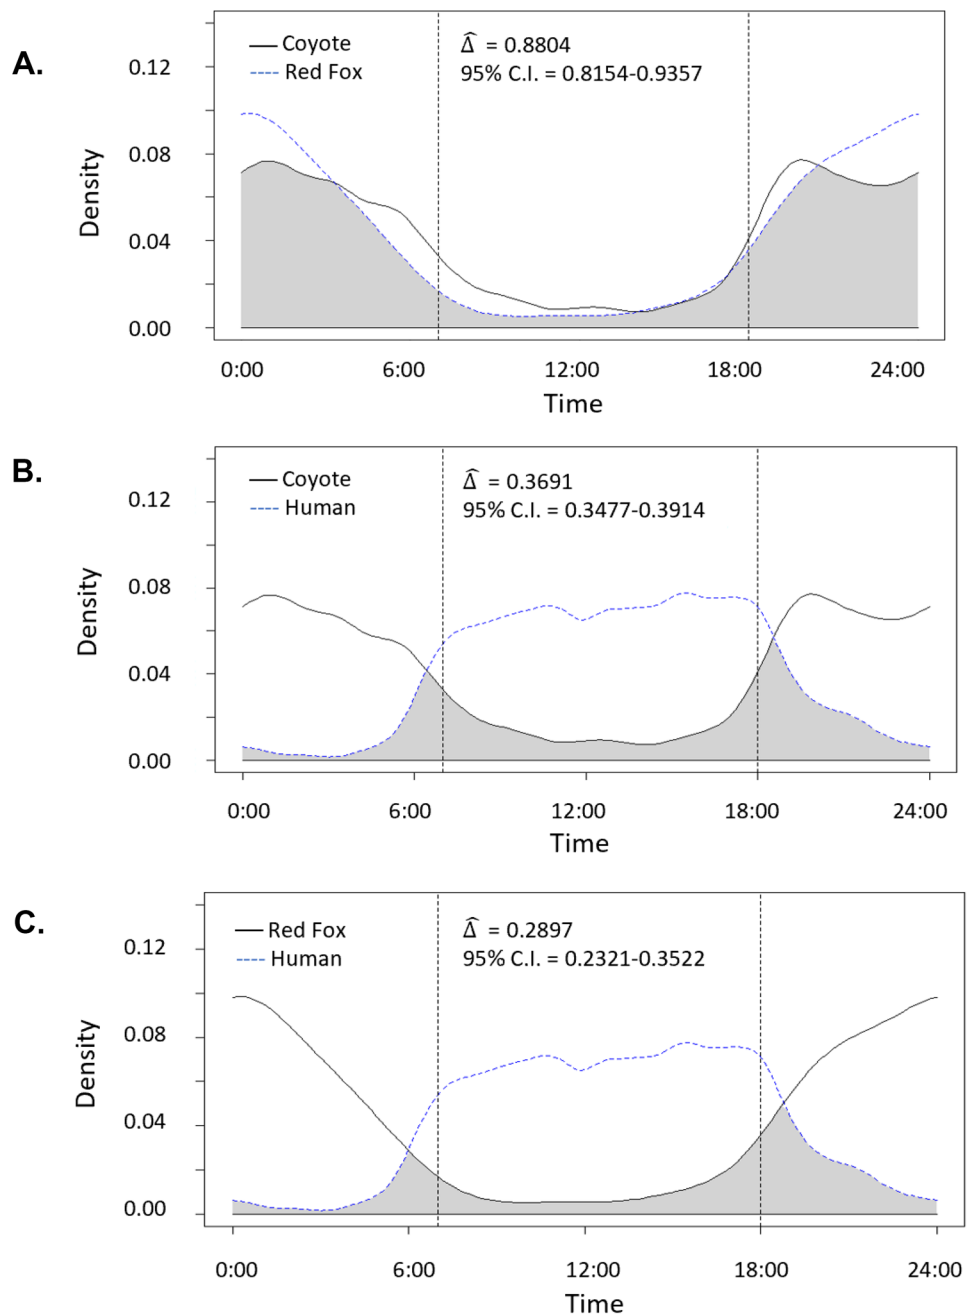 A.
Coyote
Red Fox
Δ̂ = 0.8804
95% C.I. = 0.8154-0.9357
0.12
0.08
0.04
0.00
Density
0:00 6:00 12:00 18:00 24:00
Time
B.
Coyote
Human
Δ̂ = 0.3691
95% C.I. = 0.3477-0.3914
0.12
0.08
0.04
0.00
Density
0:00 6:00 12:00 18:00 24:00
Time
C.
Red Fox
Human
Δ̂ = 0.2897
95% C.I. = 0.2321-0.3522
0.12
0.08
0.04
0.00
Density
0:00 6:00 12:00 18:00 24:00
Time